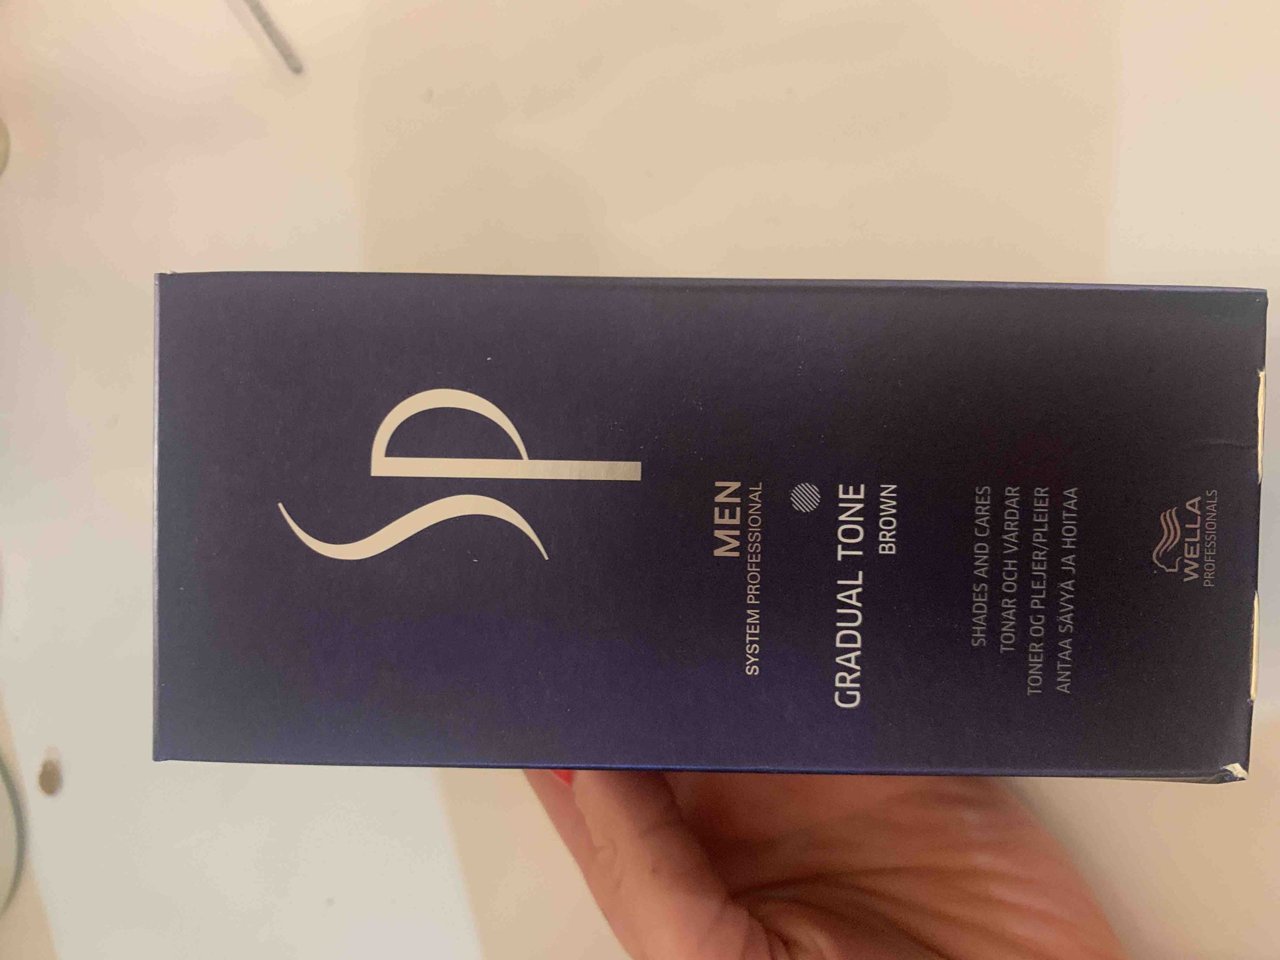 SP
MEN
SYSTEM PROFESSIONAL
GRADUAL TONE
BROWN
SHADES AND CARES
TONAR OCH VÅRDAR
TONER OG PLEJER/PLEIER
ANTAA SÄVYÄ JA HOITAA
WELLA
PROFESSIONALS